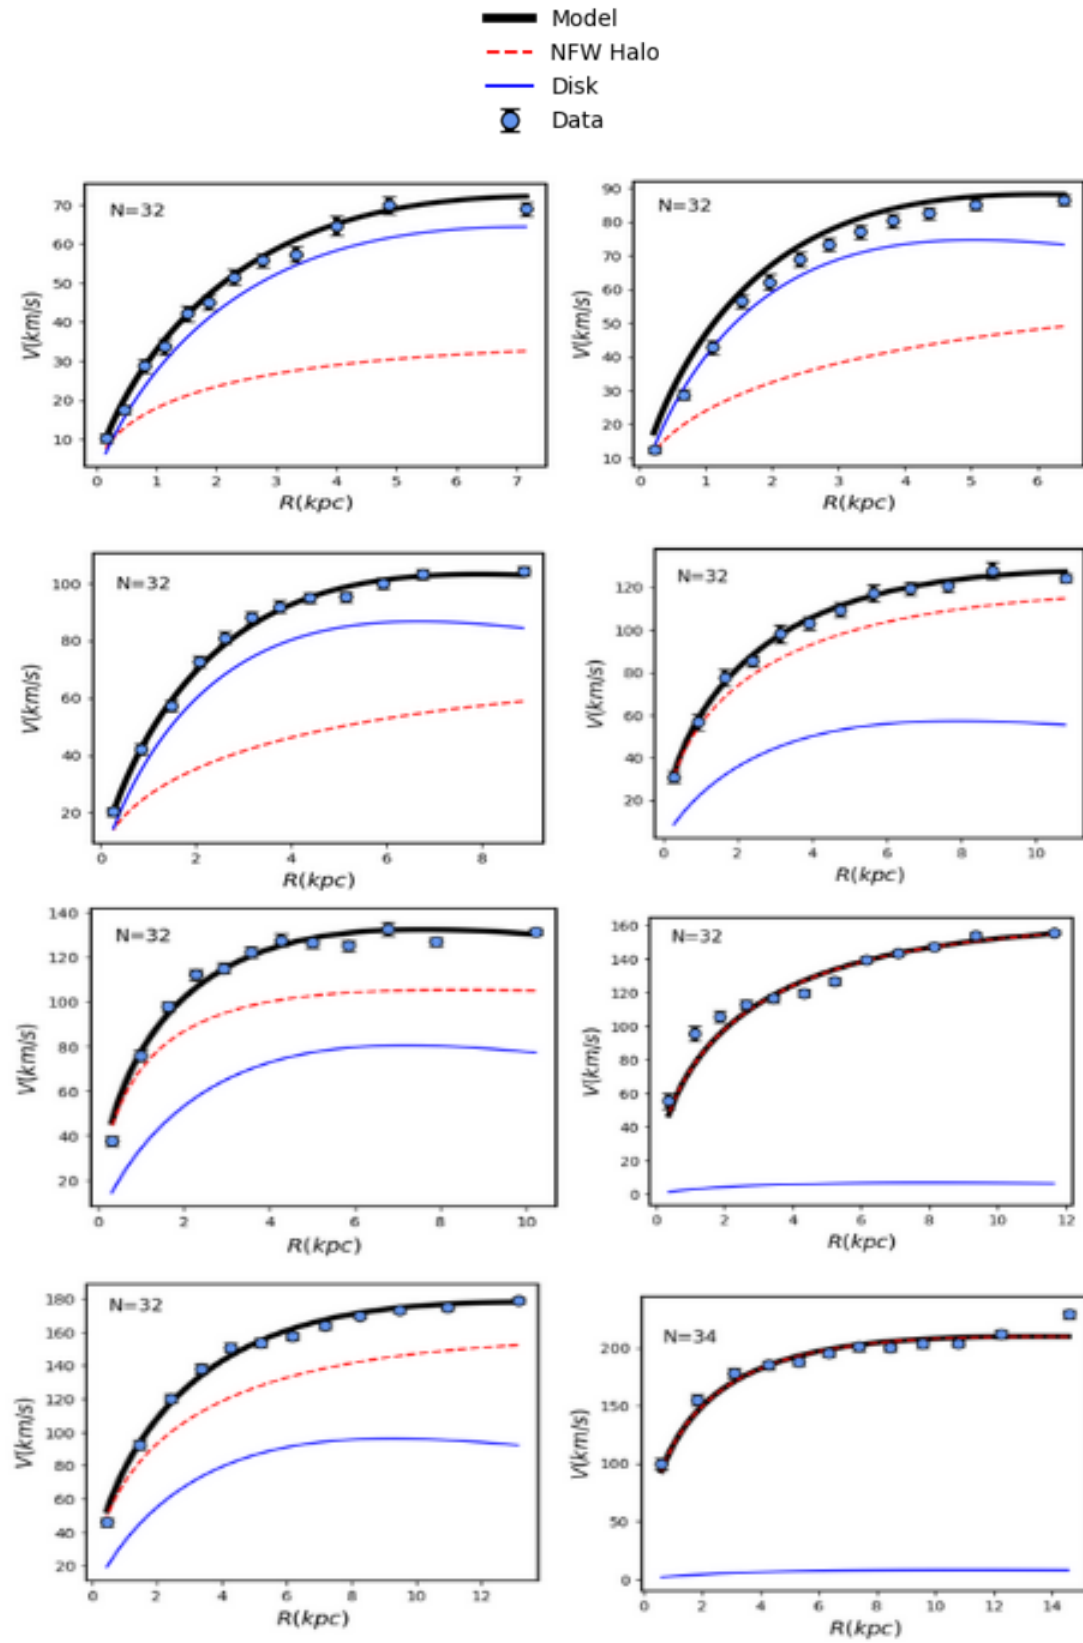 Model
NFW Halo
Disk
Data
N=32
V(km/s)
70
60
50
40
30
20
10
0 1 2 3 4 5 6 7
R(kpc)
N=32
V(km/s)
90
80
70
60
50
40
30
20
10
0 1 2 3 4 5 6
R(kpc)
N=32
V(km/s)
100
80
60
40
20
0 2 4 6 8
R(kpc)
N=32
V(km/s)
120
100
80
60
40
20
0 2 4 6 8 10
R(kpc)
N=32
V(km/s)
140
120
100
80
60
40
20
0 2 4 6 8 10
R(kpc)
N=32
V(km/s)
160
140
120
100
80
60
40
20
0
0 2 4 6 8 10 12
R(kpc)
N=32
V(km/s)
180
160
140
120
100
80
60
40
20
0 2 4 6 8 10 12
R(kpc)
N=34
V(km/s)
200
150
100
50
0
0 2 4 6 8 10 12 14
R(kpc)